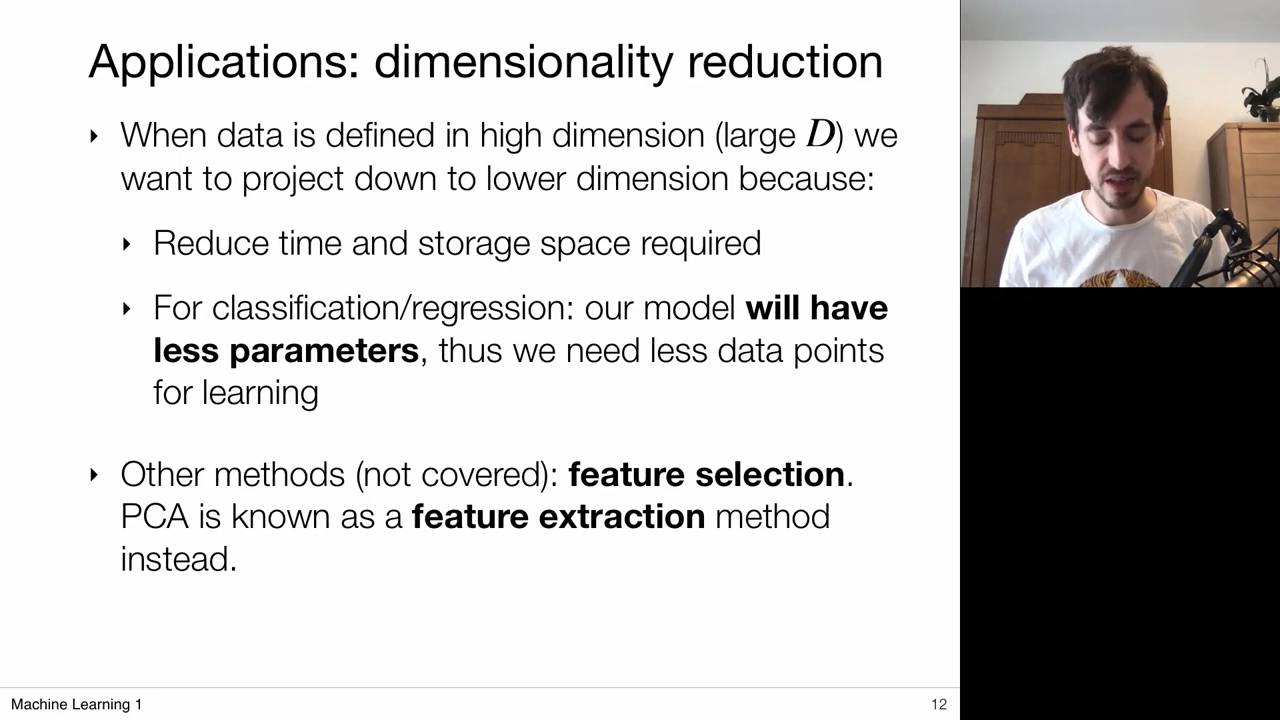 Applications: dimensionality reduction
‣ When data is defined in high dimension (large D) we
want to project down to lower dimension because:
‣ Reduce time and storage space required
‣ For classification/regression: our model will have
less parameters, thus we need less data points
for learning
‣ Other methods (not covered): feature selection.
PCA is known as a feature extraction method
instead.
Machine Learning 1
12